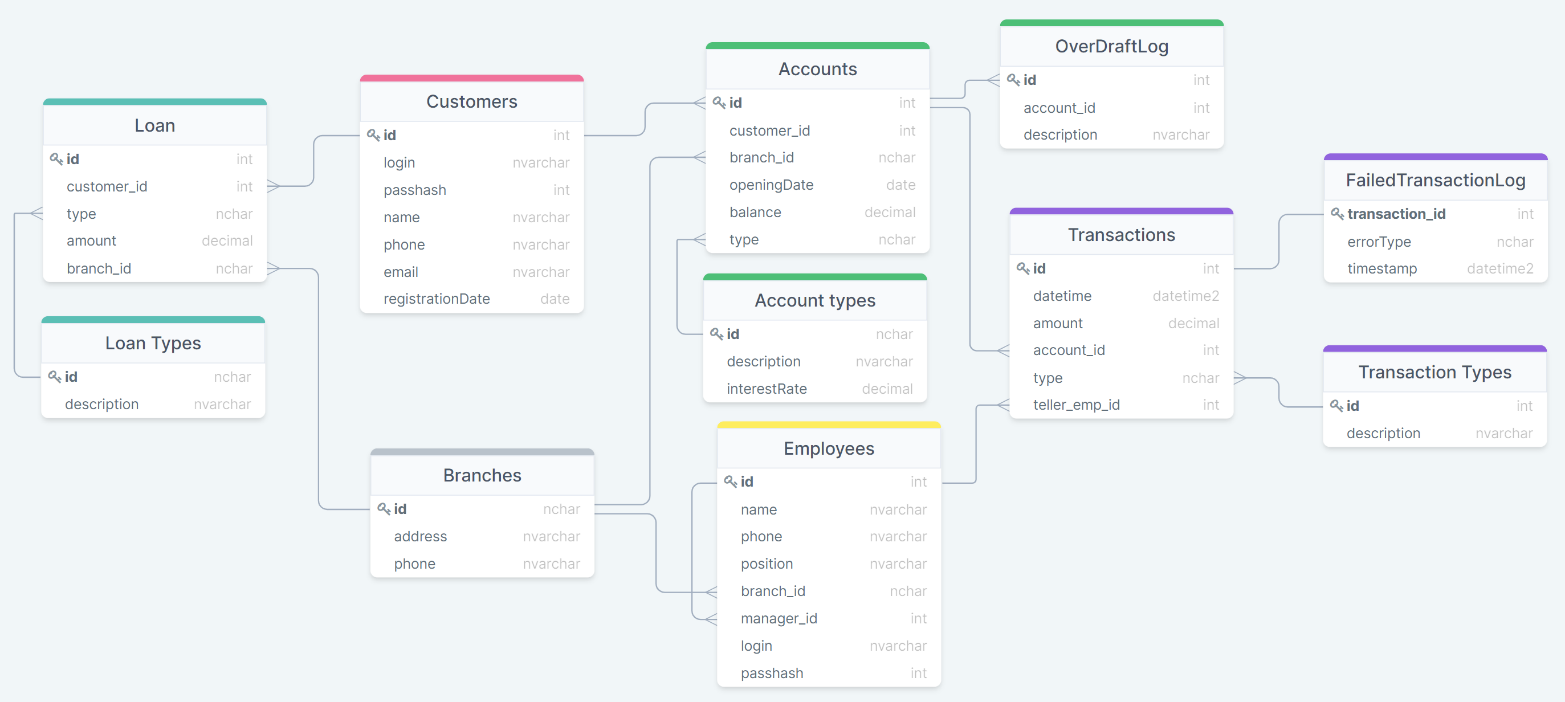 Loan
id int
customer_id int
type nchar
amount decimal
branch_id nchar
Loan Types
id nchar
description nvarchar
Customers
id int
login nvarchar
passhash int
name nvarchar
phone nvarchar
email nvarchar
registrationDate date
Branches
id nchar
address nvarchar
phone nvarchar
Accounts
id int
customer_id int
branch_id nchar
openingDate date
balance decimal
type nchar
Account types
id nchar
description nvarchar
interestRate decimal
Employees
id int
name nvarchar
phone nvarchar
position nvarchar
branch_id nchar
manager_id int
login nvarchar
passhash int
OverDraftLog
id int
account_id int
description nvarchar
Transactions
id int
datetime datetime2
amount decimal
account_id int
type nchar
teller_emp_id int
FailedTransactionLog
transaction_id int
errorType nchar
timestamp datetime2
Transaction Types
id int
description nvarchar